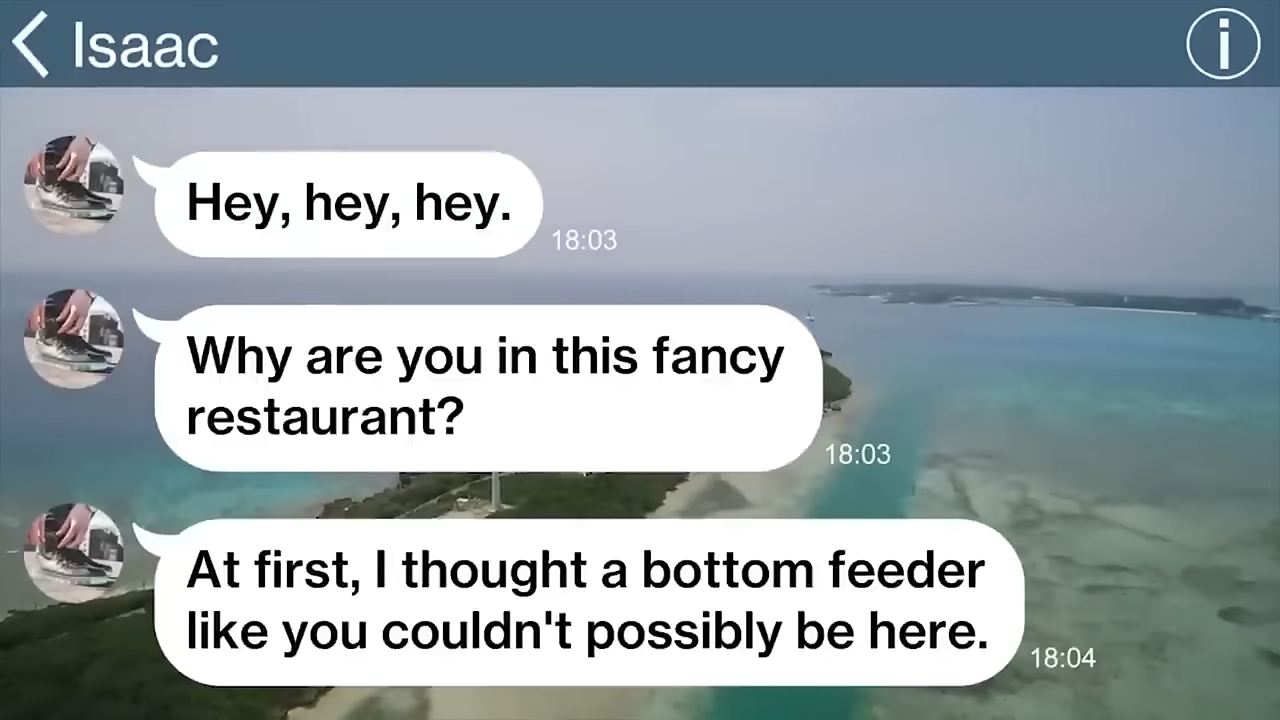 Isaac
Hey, hey, hey.
18:03
Why are you in this fancy
restaurant?
18:03
At first, I thought a bottom feeder
like you couldn't possibly be here.
18:04